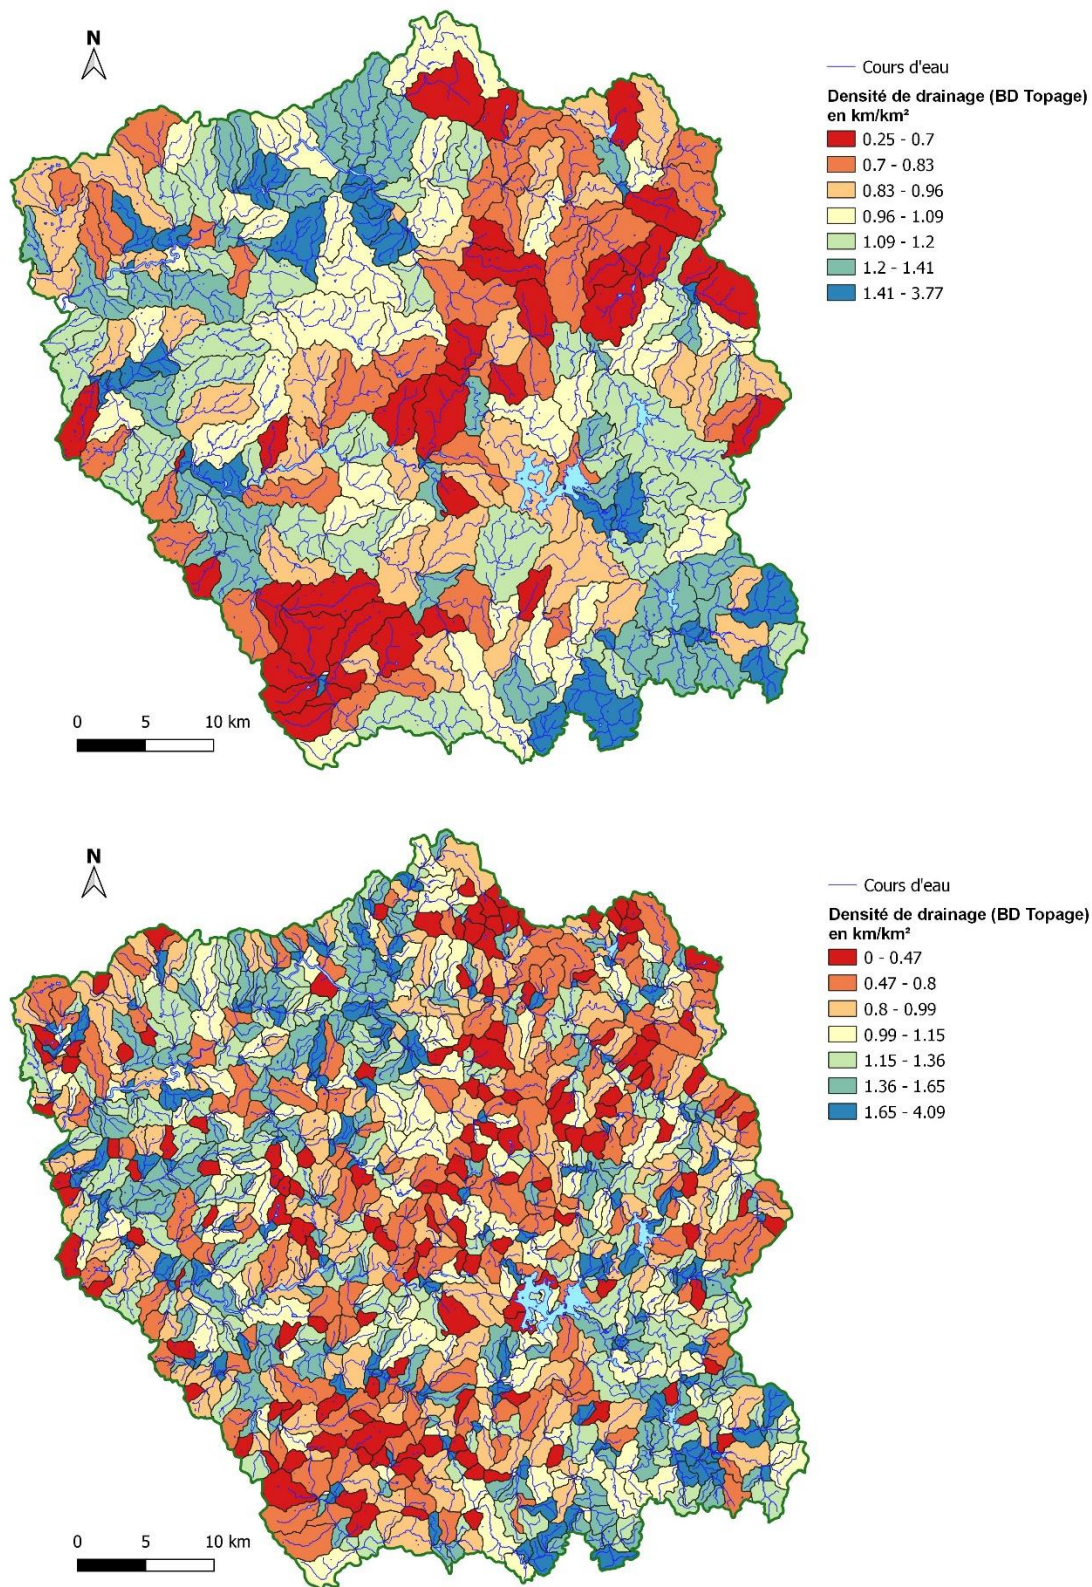 N
Cours d'eau
Densité de drainage (BD Topage)
en km/km²
0.25 - 0.7
0.7 - 0.83
0.83 - 0.96
0.96 - 1.09
1.09 - 1.2
1.2 - 1.41
1.41 - 3.77
0 5 10 km
N
Cours d'eau
Densité de drainage (BD Topage)
en km/km²
0 - 0.47
0.47 - 0.8
0.8 - 0.99
0.99 - 1.15
1.15 - 1.36
1.36 - 1.65
1.65 - 4.09
0 5 10 km